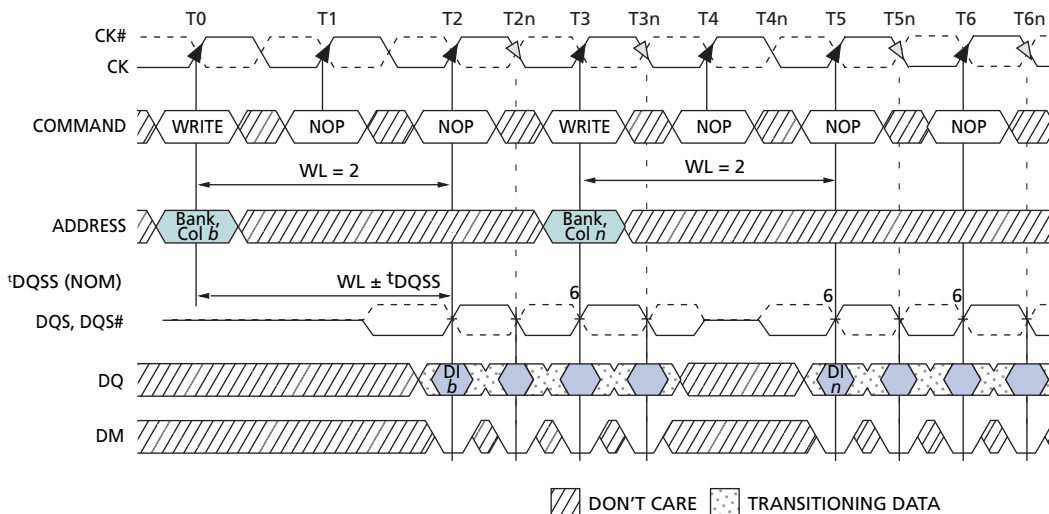 T0 T1 T2 T2n T3 T3n T4 T4n T5 T5n T6 T6n
CK#
CK
COMMAND WRITE NOP NOP WRITE NOP NOP NOP
WL = 2 WL = 2
ADDRESS Bank, Col b Bank, Col n
tDQSS (NOM) WL ± tDQSS
6 6 6
DQS, DQS#
DQ DI b DI n
DM
DON'T CARE TRANSITIONING DATA